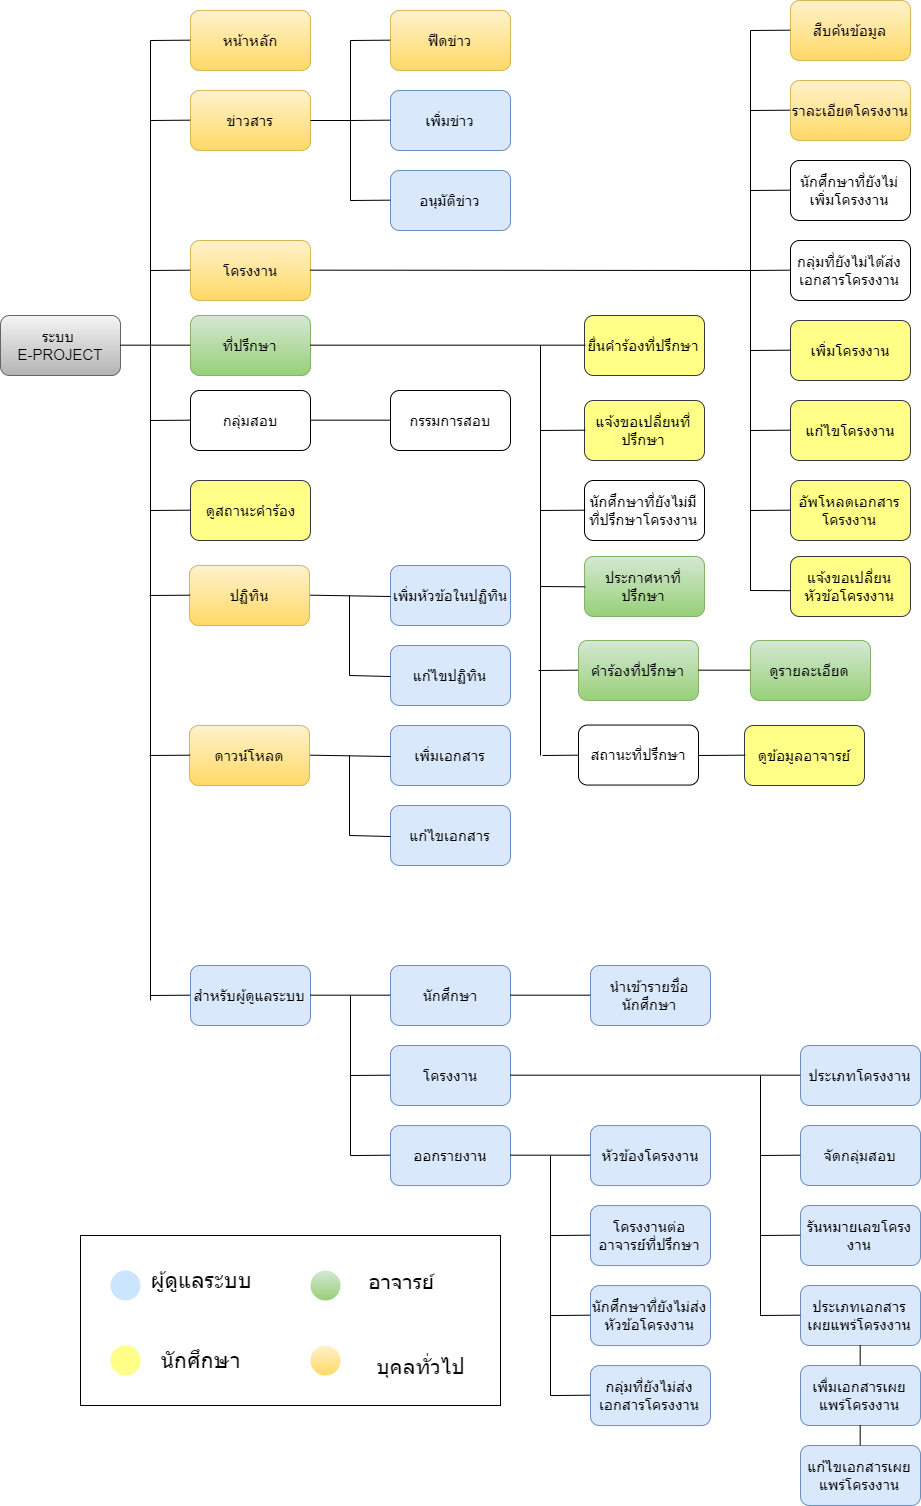 หน้าหลัก
ฟีดข่าว
สืบค้นข้อมูล
ข่าวสาร
เพิ่มข่าว
ราละเอียดโครงงาน
อนุมัติข่าว
นักศึกษาที่ยังไม่
เพิ่มโครงงาน
โครงงาน
กลุ่มที่ยังไม่ได้ส่ง
เอกสารโครงงาน
ระบบ
E-PROJECT
ที่ปรึกษา
ยื่นคำร้องที่ปรึกษา
เพิ่มโครงงาน
กลุ่มสอบ
กรรมการสอบ
แจ้งขอเปลี่ยนที่
ปรึกษา
แก้ไขโครงงาน
ดูสถานะคำร้อง
นักศึกษาที่ยังไม่มี
ที่ปรึกษาโครงงาน
อัพโหลดเอกสาร
โครงงาน
ปฏิทิน
เพิ่มหัวข้อในปฏิทิน
ประกาศหาที่
ปรึกษา
แจ้งขอเปลี่ยน
หัวข้อโครงงาน
แก้ไขปฏิทิน
คำร้องที่ปรึกษา
ดูรายละเอียด
ดาวน์โหลด
เพิ่มเอกสาร
สถานะที่ปรึกษา
ดูข้อมูลอาจารย์
แก้ไขเอกสาร
สำหรับผู้ดูแลระบบ
นักศึกษา
นำเข้ารายชื่อ
นักศึกษา
โครงงาน
ประเภทโครงงาน
ออกรายงาน
หัวข้องโครงงาน
จัดกลุ่มสอบ
โครงงานต่อ
อาจารย์ที่ปรึกษา
รันหมายเลขโครง
งาน
ผู้ดูแลระบบ
อาจารย์
นักศึกษาที่ยังไม่ส่ง
หัวข้อโครงงาน
ประเภทเอกสาร
เผยแพร่โครงงาน
นักศึกษา
บุคลทั่วไป
กลุ่มที่ยังไม่ส่ง
เอกสารโครงงาน
เพิ่มเอกสารเผย
แพร่โครงงาน
แก้ไขเอกสารเผย
แพร่โครงงาน